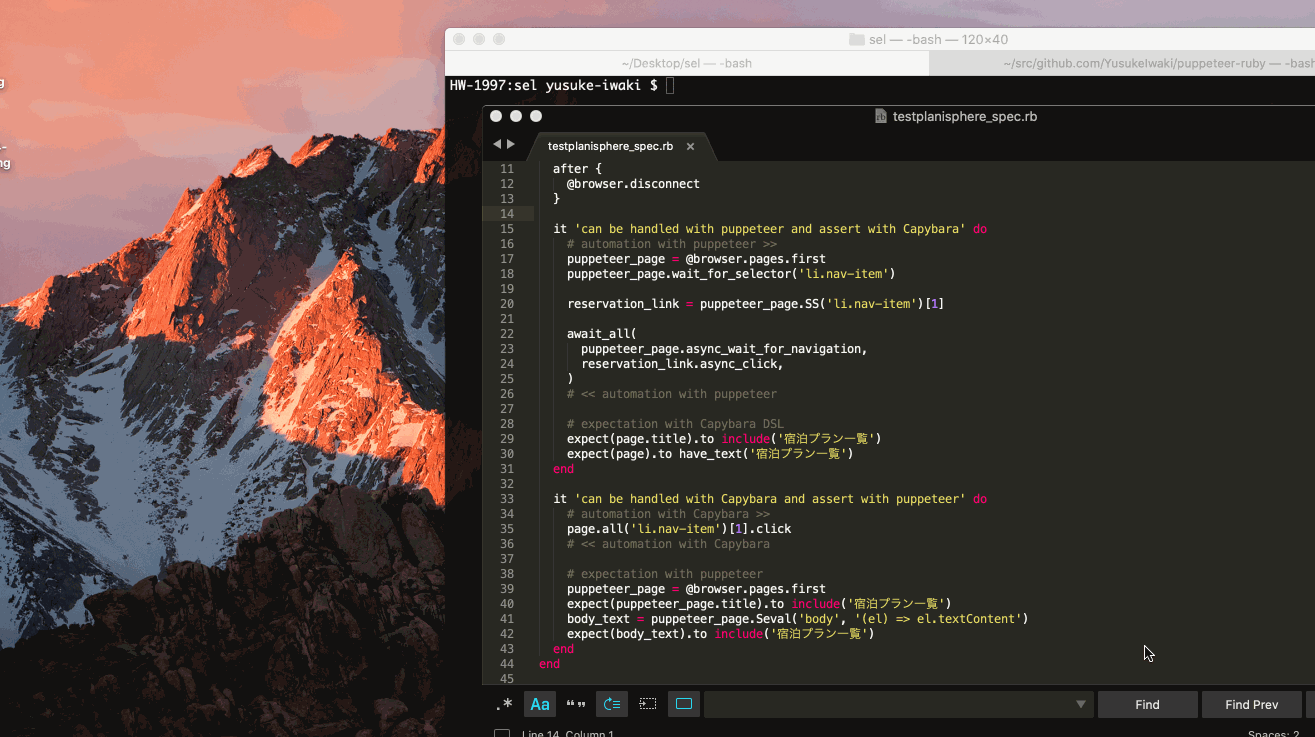 g
-
ng
sel — -bash — 120×40
~/Desktop/sel — -bash
~/src/github.com/YusukeIwaki/puppeteer-ruby — -bash
HW-1997:sel yusuke-iwaki $
testplanisphere_spec.rb
testplanisphere_spec.rb ×
11 after {
12 @browser.disconnect
13 }
14
15 it 'can be handled with puppeteer and assert with Capybara' do
16 # automation with puppeteer >>
17 puppeteer_page = @browser.pages.first
18 puppeteer_page.wait_for_selector('li.nav-item')
19
20 reservation_link = puppeteer_page.SS('li.nav-item')[1]
21
22 await_all(
23 puppeteer_page.async_wait_for_navigation,
24 reservation_link.async_click,
25 )
26 # << automation with puppeteer
27
28 # expectation with Capybara DSL
29 expect(page.title).to include('宿泊プラン一覧')
30 expect(page).to have_text('宿泊プラン一覧')
31 end
32
33 it 'can be handled with Capybara and assert with puppeteer' do
34 # automation with Capybara >>
35 page.all('li.nav-item')[1].click
36 # << automation with Capybara
37
38 # expectation with puppeteer
39 puppeteer_page = @browser.pages.first
40 expect(puppeteer_page.title).to include('宿泊プラン一覧')
41 body_text = puppeteer_page.Seval('body', '(el) => el.textContent')
42 expect(body_text).to include('宿泊プラン一覧')
43 end
44 end
45
.* Aa “” Find Find Prev
Line 14, Column 1 Spaces: 2